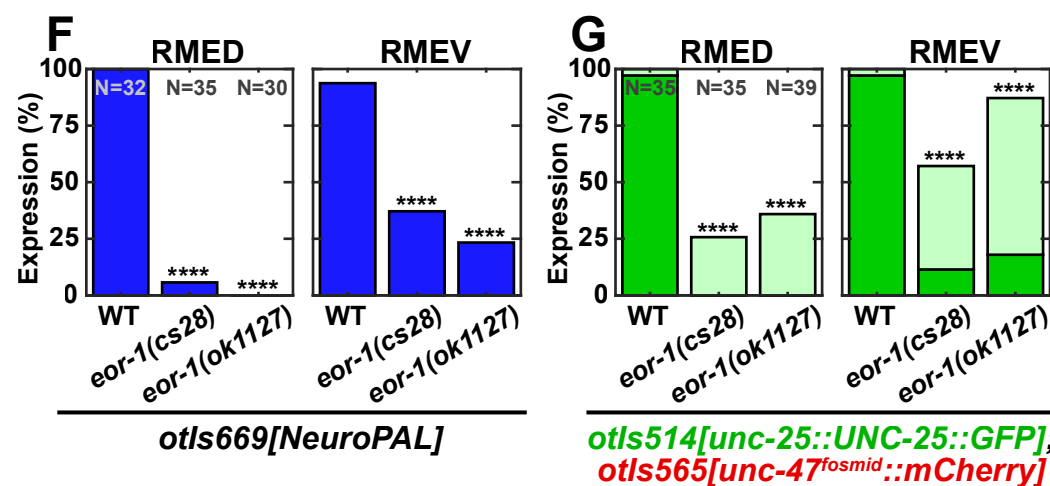 F
RMED RMEV
Expression (%)
100
75
50
25
0
N=32 N=35 N=30
**** ****
**** ****
WT eor-1(cs28) eor-1(ok1127)
WT eor-1(cs28) eor-1(ok1127)
otIs669[NeuroPAL]
G
RMED RMEV
Expression (%)
100
75
50
25
0
N=35 N=35 N=39
**** ****
**** ****
WT eor-1(cs28) eor-1(ok1127)
WT eor-1(cs28) eor-1(ok1127)
otIs514[unc-25::UNC-25::GFP],
otIs565[unc-47fosmid::mCherry]